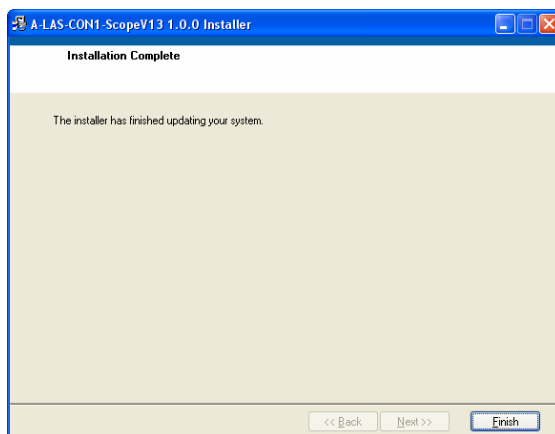 A-LAS-CON1-ScopeV13 1.0.0 Installer
Installation Complete
The installer has finished updating your system.
<< Back Next >> Finish